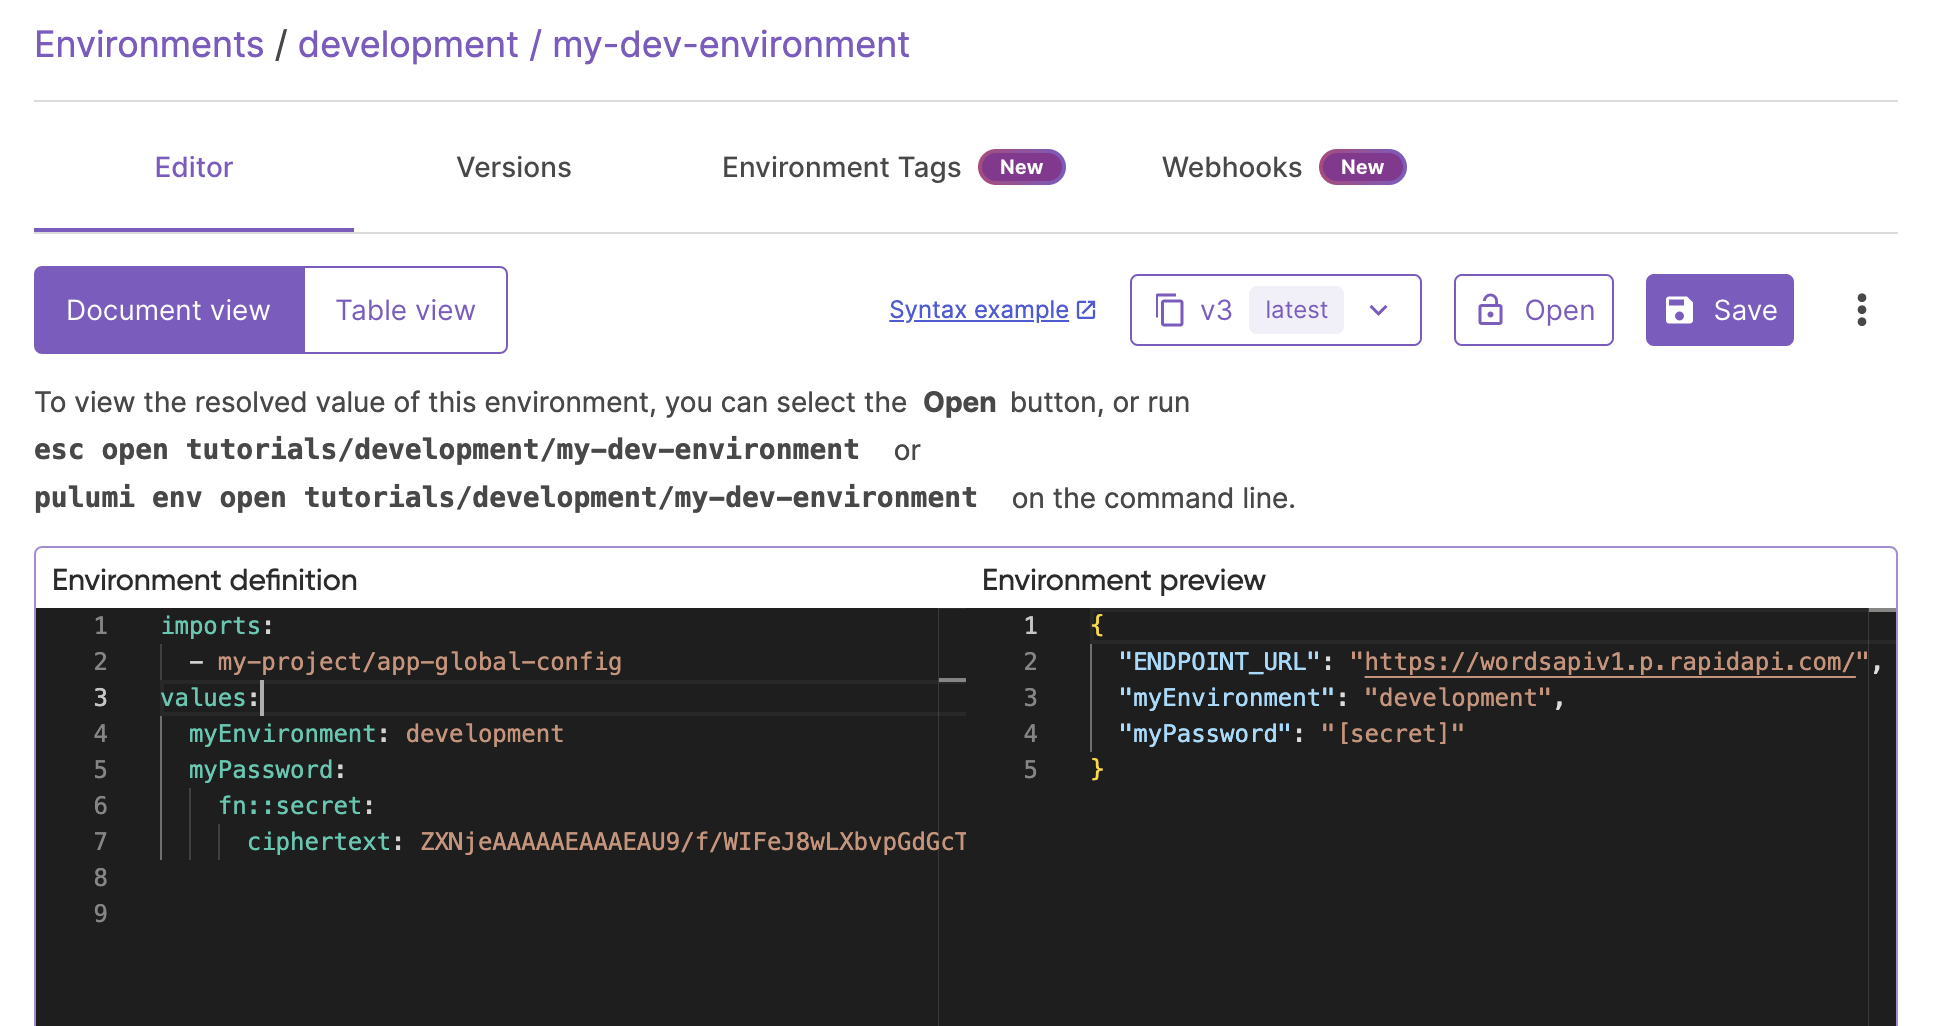 Environments / development / my-dev-environment
Editor Versions Environment Tags New Webhooks New
Document view Table view Syntax example v3 latest Open Save
To view the resolved value of this environment, you can select the Open button, or run
esc open tutorials/development/my-dev-environment or
pulumi env open tutorials/development/my-dev-environment on the command line.
Environment definition
1 imports:
2 - my-project/app-global-config
3 values:
4 myEnvironment: development
5 myPassword:
6 fn::secret:
7 ciphertext: ZXNjeAAAAAEAAAEAU9/f/WIFeJ8wLXbvpGdGcT
8
9
Environment preview
1 {
2 "ENDPOINT_URL": "https://wordsapiv1.p.rapidapi.com/",
3 "myEnvironment": "development",
4 "myPassword": "[secret]"
5 }